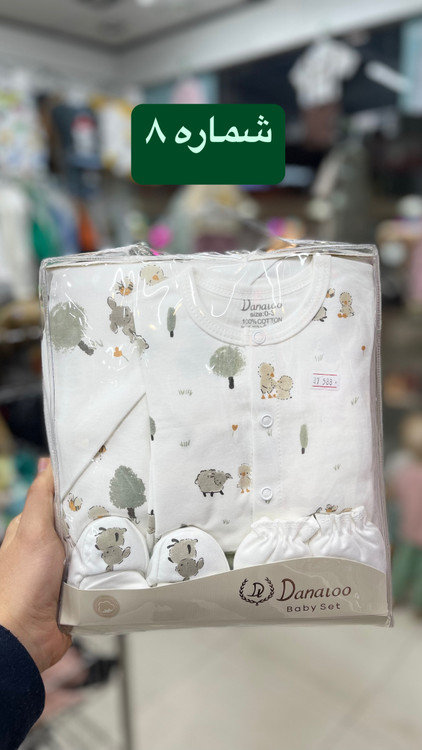 شماره ۸
Danaloo
size:0-3
100%COTTON
Danaloo
Baby Set